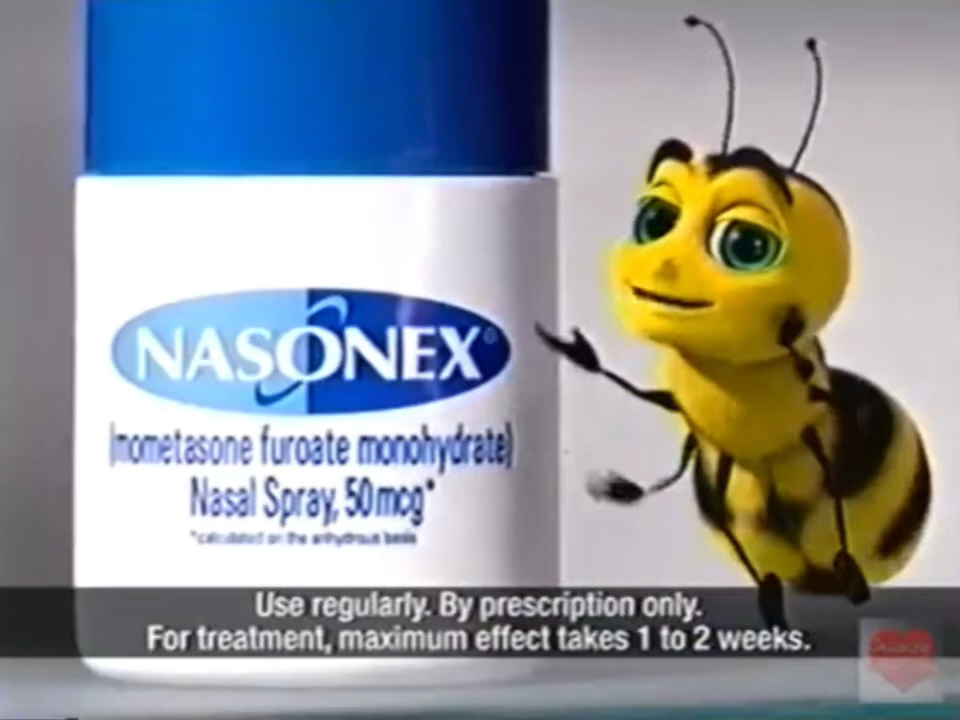 NASONEX®
(mometasone furoate monohydrate)
Nasal Spray, 50mcg*
*calculated on the anhydrous basis
Use regularly. By prescription only.
For treatment, maximum effect takes 1 to 2 weeks.